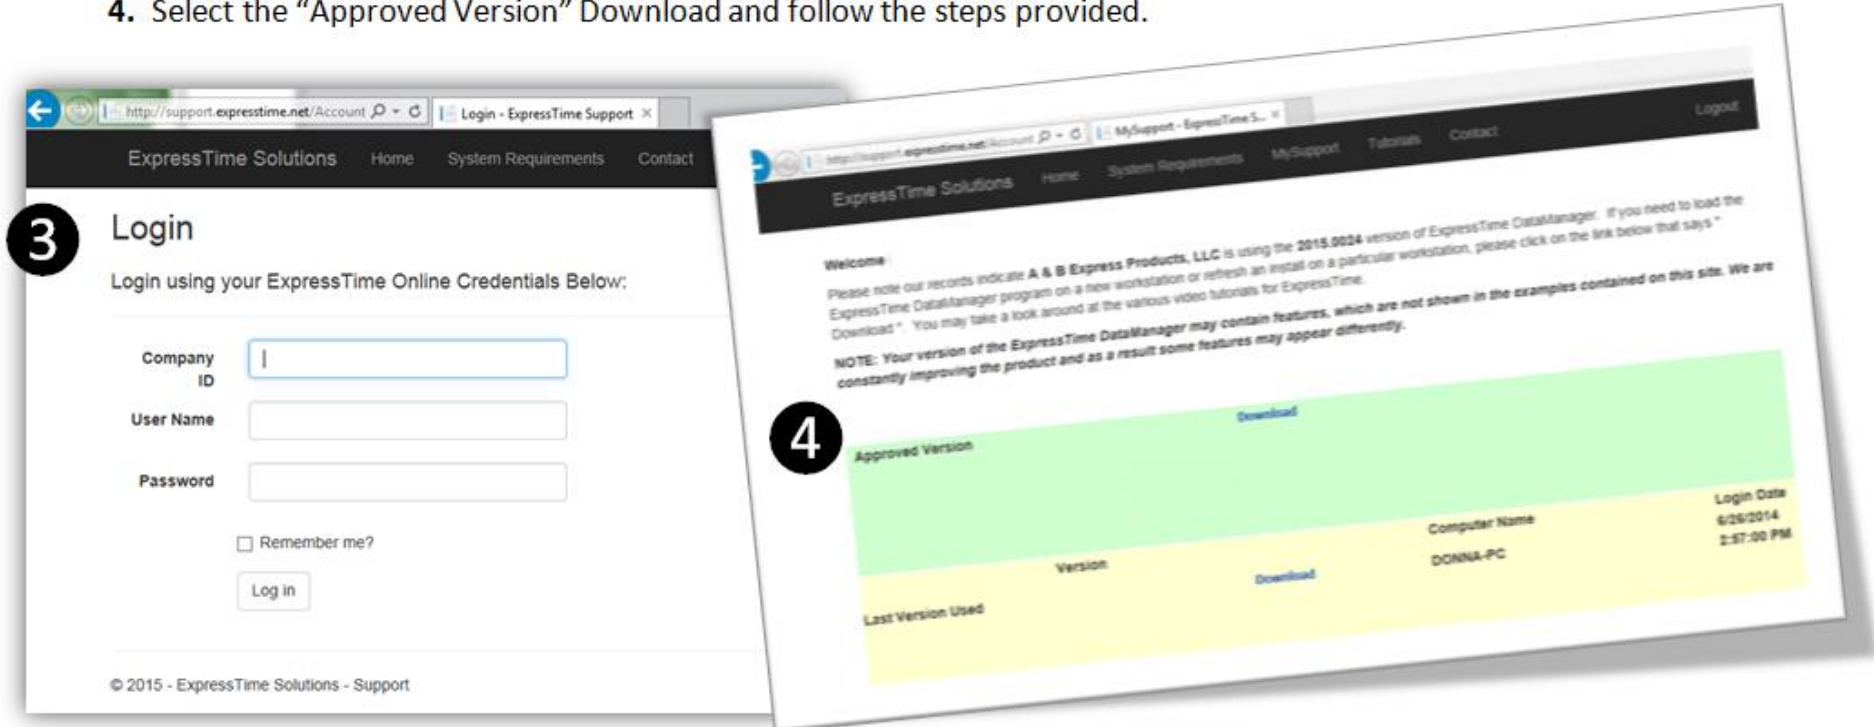 4. Select the “Approved Version” Download and follow the steps provided.
http://support.expresstime.net/Account
Login - ExpressTime Support
ExpressTime Solutions Home System Requirements Contact
3
Login
Login using your ExpressTime Online Credentials Below:
Company
ID
User Name
Password
Remember me?
Log in
© 2015 - ExpressTime Solutions - Support
http://support.expresstime.net/Account
MySupport - ExpressTime S...
ExpressTime Solutions Home System Requirements MySupport Tutorials Contact Logout
Welcome
Please note our records indicate A & B Express Products, LLC is using the 2015.0024 version of ExpressTime DataManager. If you need to load the
ExpressTime DataManager program on a new workstation or refresh an install on a particular workstation, please click on the link below that says "
Download ". You may take a look around at the various video tutorials for ExpressTime.
NOTE: Your version of the ExpressTime DataManager may contain features, which are not shown in the examples contained on this site. We are
constantly improving the product and as a result some features may appear differently.
4
Approved Version Download
Version Computer Name Login Date
Last Version Used Download DONNA-PC 6/26/2014
2:57:00 PM